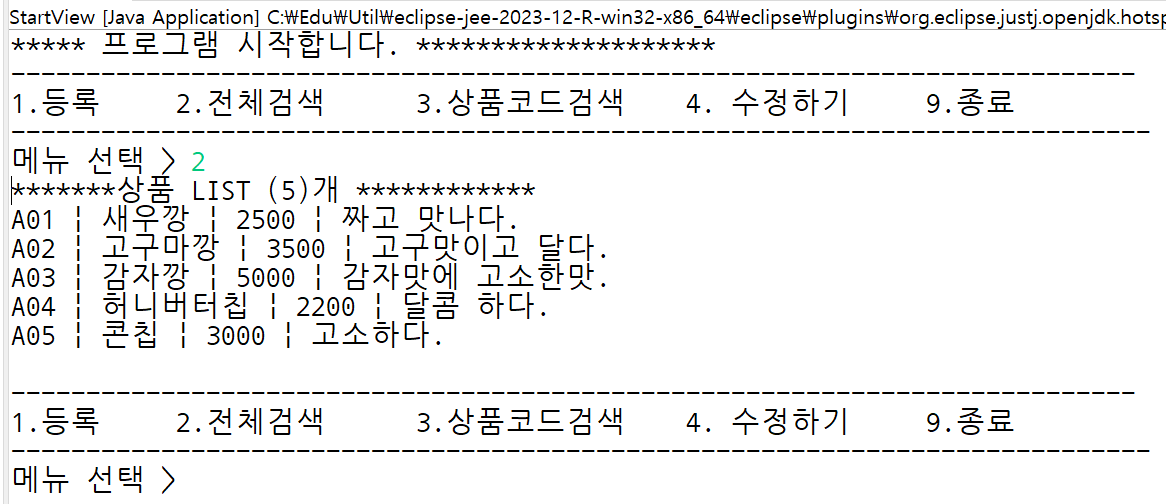 StartView [Java Application] C:￦Edu￦Util￦eclipse-jee-2023-12-R-win32-x86_64￦eclipse￦plugins￦org.eclipse.justj.openjdk.hotsp
***** 프로그램 시작합니다. ********************
---------------------------------------------------------------------------
1.등록     2.전체검색      3.상품코드검색    4. 수정하기     9.종료
----------------------------------------------------------------------------
메뉴 선택 > 2
*******상품 LIST (5)개 ************
A01 | 새우깡 | 2500 | 짜고 맛나다.
A02 | 고구마깡 | 3500 | 고구맛이고 달다.
A03 | 감자깡 | 5000 | 감자맛에 고소한맛.
A04 | 허니버터칩 | 2200 | 달콤 하다.
A05 | 콘칩 | 3000 | 고소하다.
---------------------------------------------------------------------------
1.등록     2.전체검색      3.상품코드검색    4. 수정하기     9.종료
----------------------------------------------------------------------------
메뉴 선택 >